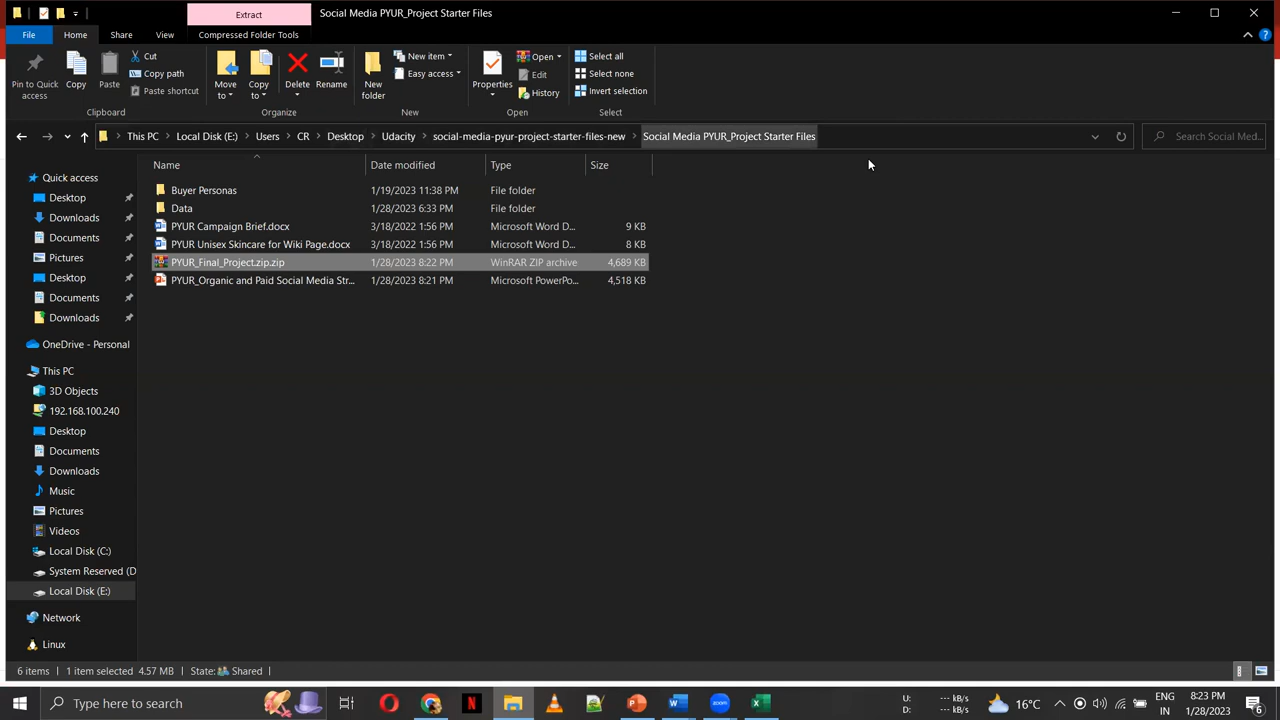 Extract
Social Media PYUR_Project Starter Files
File
Home
Share
View
Compressed Folder Tools
Pin to Quick access
Copy
Paste
Cut
Copy path
Paste shortcut
Clipboard
Move to
Copy to
Delete
Rename
Organize
New folder
New item
Easy access
New
Properties
Open
Edit
History
Open
Select all
Select none
Invert selection
Select
This PC
Local Disk (E:)
Users
CR
Desktop
Udacity
social-media-pyur-project-starter-files-new
Social Media PYUR_Project Starter Files
Search Social Med...
Name
Date modified
Type
Size
Buyer Personas 1/19/2023 11:38 PM File folder
Data 1/28/2023 6:33 PM File folder
PYUR Campaign Brief.docx 3/18/2022 1:56 PM Microsoft Word D... 9 KB
PYUR Unisex Skincare for Wiki Page.docx 3/18/2022 1:56 PM Microsoft Word D... 8 KB
PYUR_Final_Project.zip.zip 1/28/2023 8:22 PM WinRAR ZIP archive 4,689 KB
PYUR_Organic and Paid Social Media Str... 1/28/2023 8:21 PM Microsoft PowerPo... 4,518 KB
Quick access
Desktop
Downloads
Documents
Pictures
Desktop
Documents
Downloads
OneDrive - Personal
This PC
3D Objects
192.168.100.240
Desktop
Documents
Downloads
Music
Pictures
Videos
Local Disk (C:)
System Reserved (D
Local Disk (E:)
Network
Linux
6 items
1 item selected 4.57 MB
State: Shared
Type here to search
U:
D:
-- kB/s
-- kB/s
16°C
ENG
IN
8:23 PM
1/28/2023
6